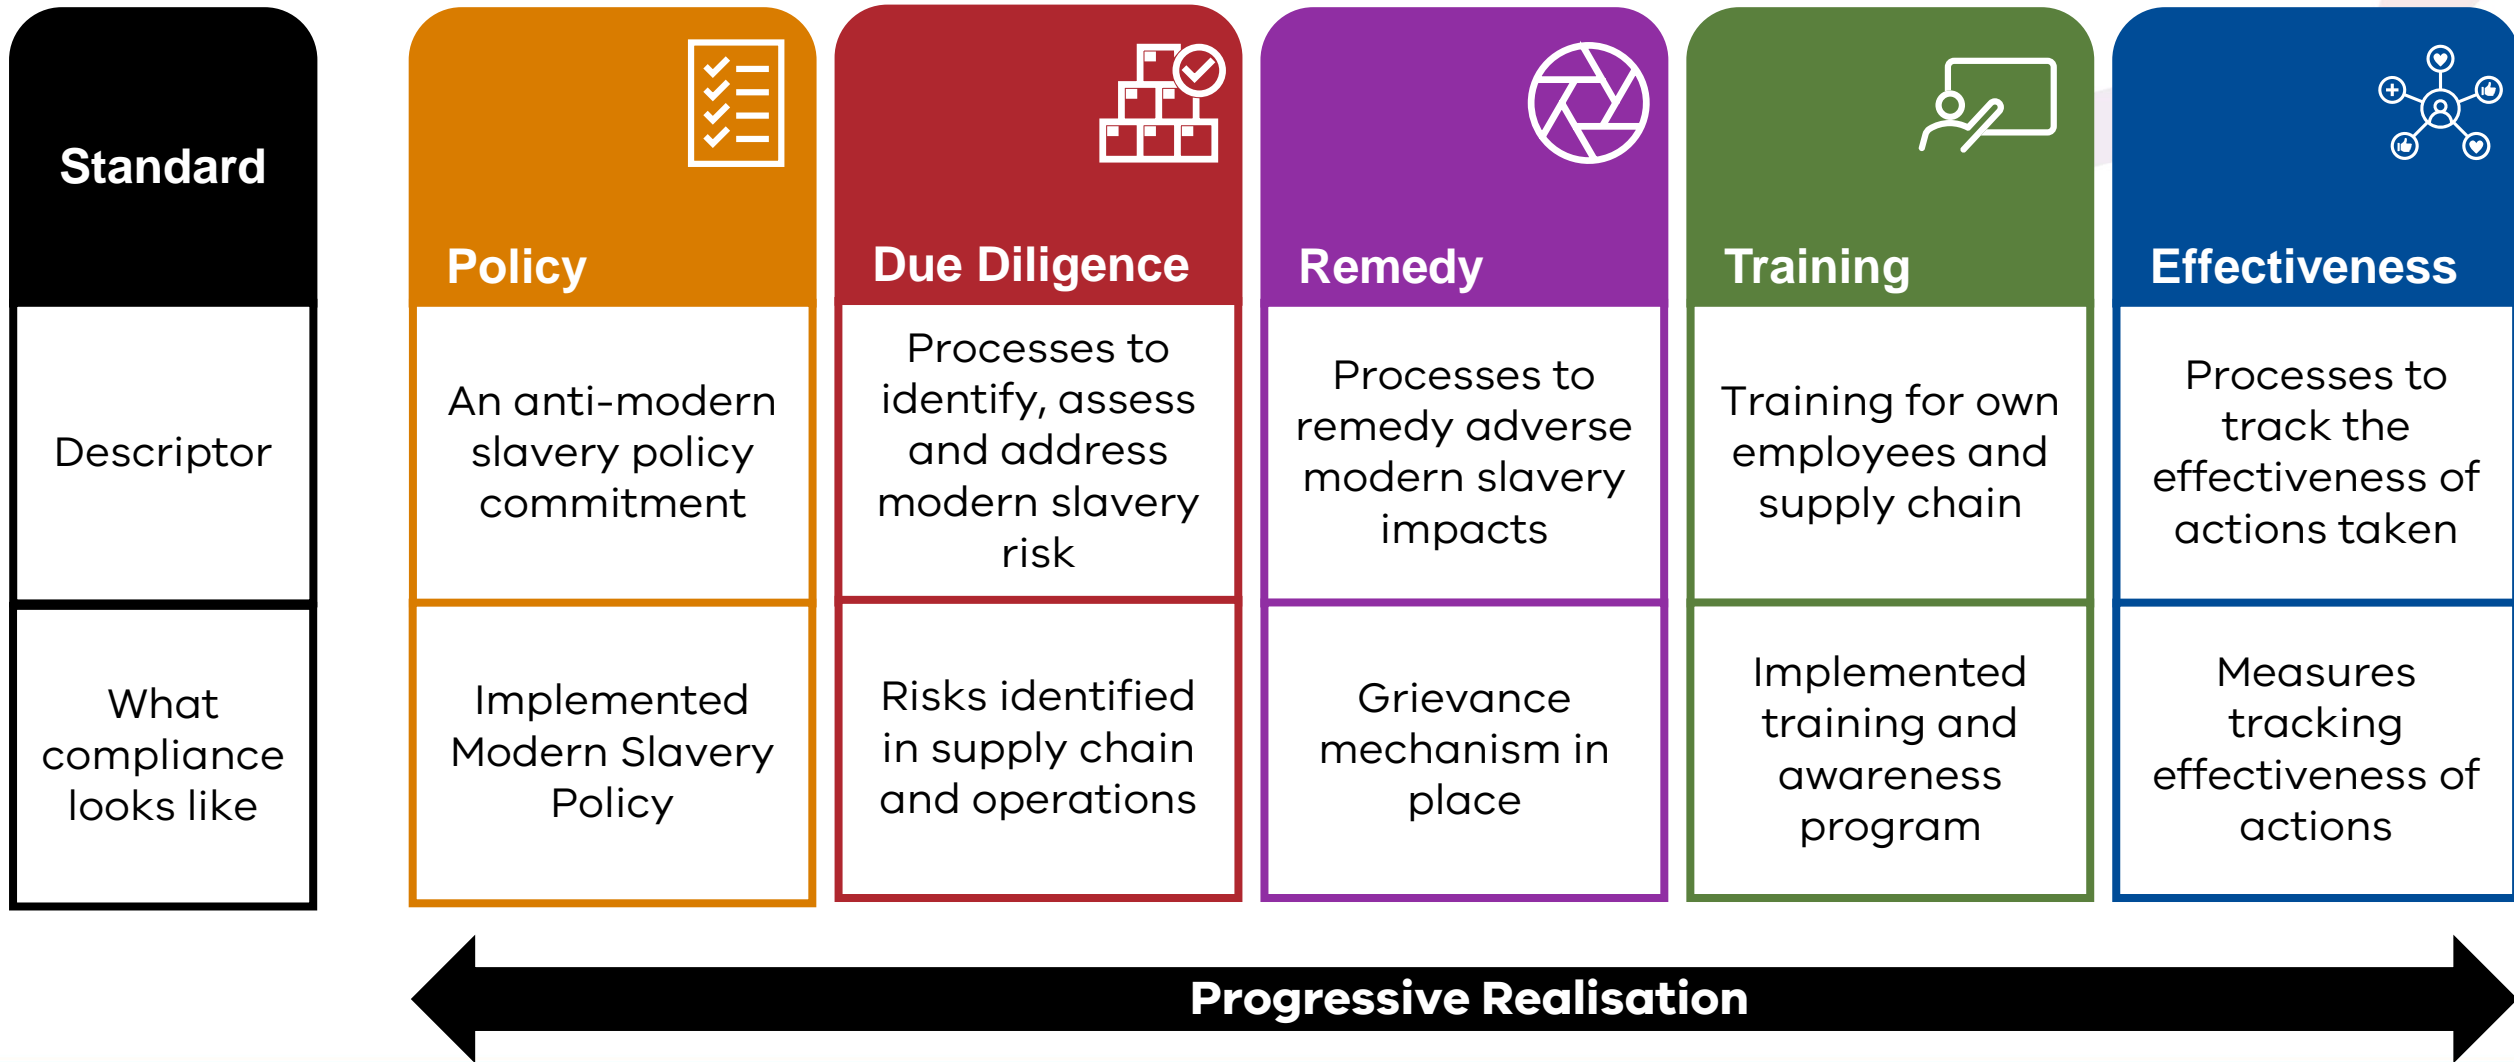 Standard
Policy
Due Diligence
Remedy
Training
Effectiveness
Descriptor
An anti-modern
slavery policy
commitment
Processes to
identify, assess
and address
modern slavery
risk
Processes to
remedy adverse
modern slavery
impacts
Training for own
employees and
supply chain
Processes to
track the
effectiveness of
actions taken
What
compliance
looks like
Implemented
Modern Slavery
Policy
Risks identified
in supply chain
and operations
Grievance
mechanism in
place
Implemented
training and
awareness
program
Measures
tracking
effectiveness of
actions
Progressive Realisation